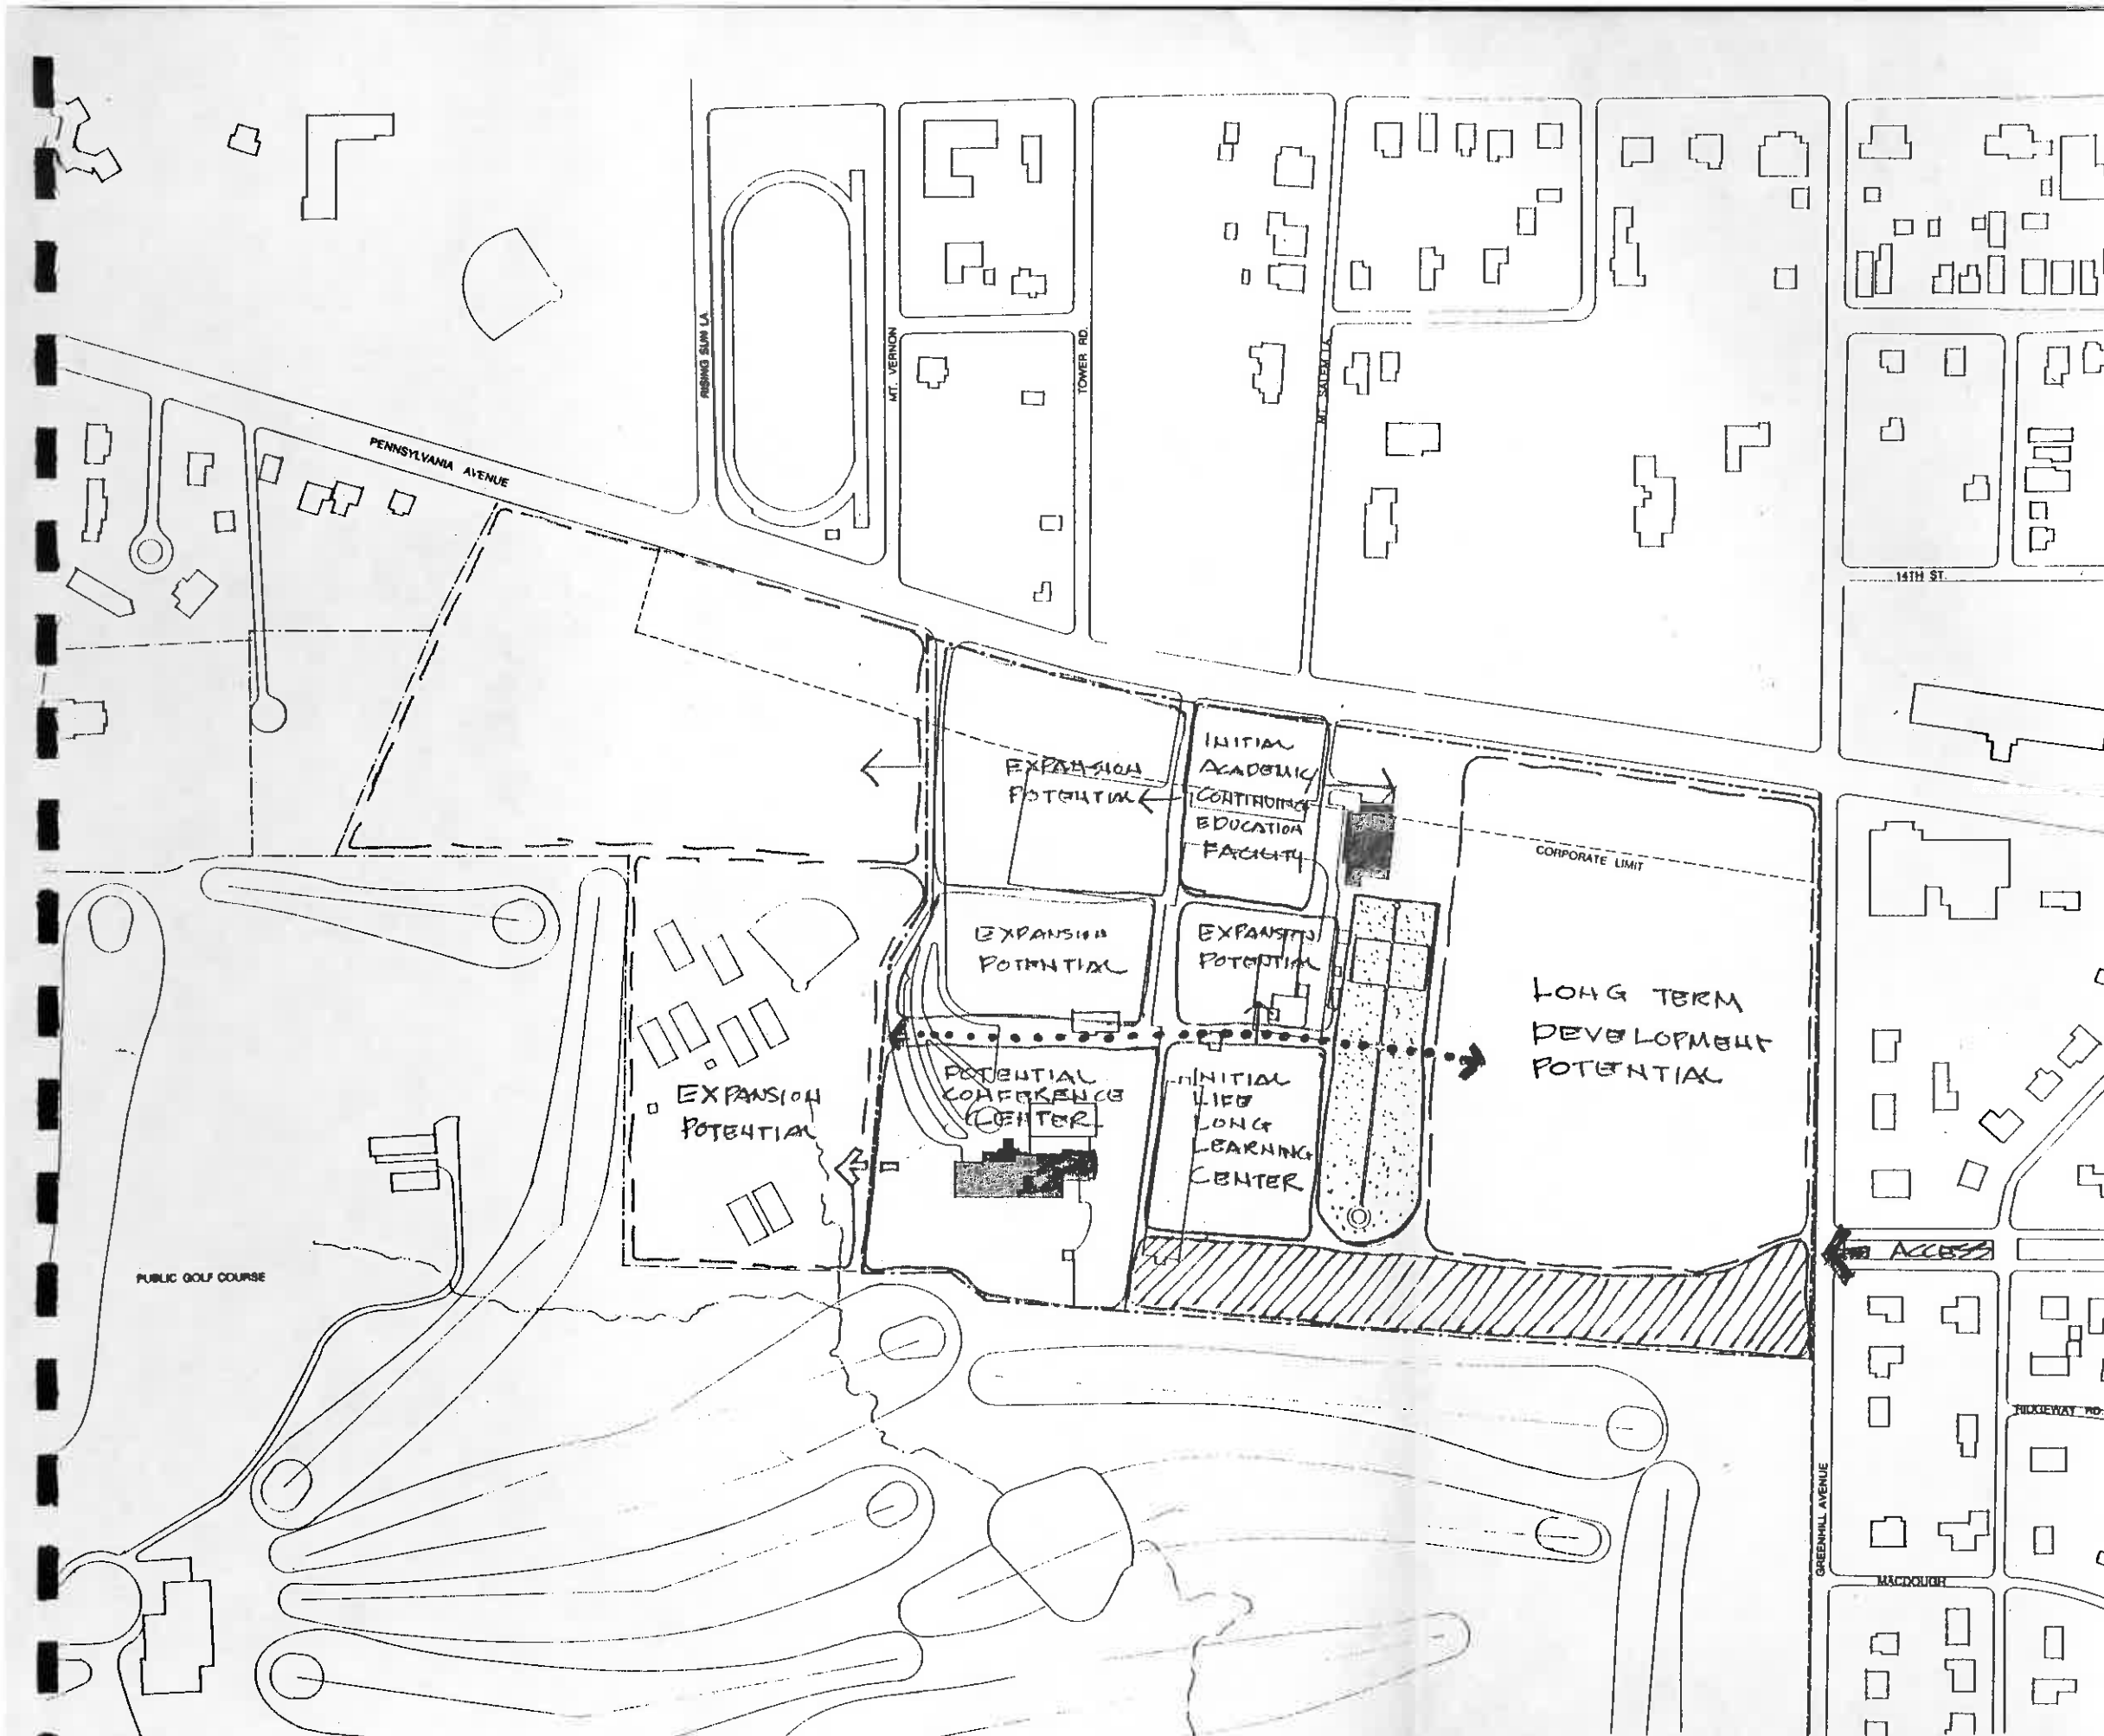 RISING SUN LA.
MT. VERNON
TOWER RD.
MT. SALEM LA.
PENNSYLVANIA AVENUE
14TH ST.
EXPANSION
POTENTIAL
INITIAL
ACADEMIC/
CONTINUING
EDUCATION
FACILITY
CORPORATE LIMIT
EXPANSION
POTENTIAL
EXPANSION
POTENTIAL
LONG TERM
DEVELOPMENT
POTENTIAL
EXPANSION
POTENTIAL
POTENTIAL
CONFERENCE
CENTER
INITIAL
LIFE
LONG
LEARNING
CENTER
ACCESS
PUBLIC GOLF COURSE
RIDGEWAY RD.
GREENHILL AVENUE
MACDOUGH